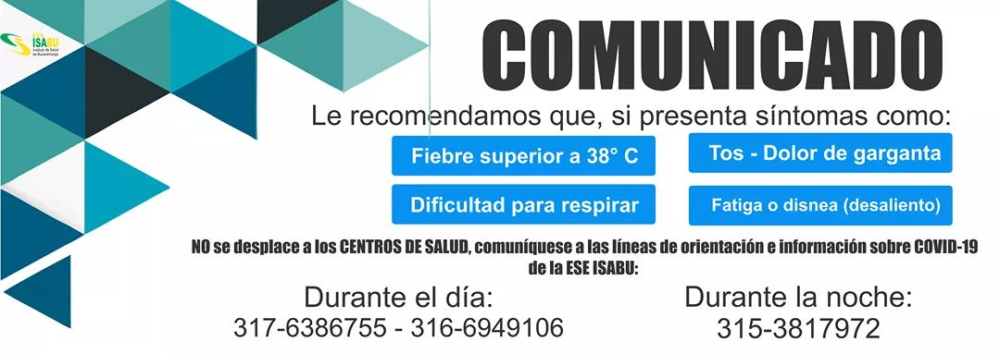 E.S.E.
ISABU
Instituto de Salud
de Bucaramanga
COMUNICADO
Le recomendamos que, si presenta síntomas como:
Fiebre superior a 38° C
Tos - Dolor de garganta
Dificultad para respirar
Fatiga o disnea (desaliento)
NO se desplace a los CENTROS DE SALUD, comuníquese a las líneas de orientación e información sobre COVID-19
de la ESE ISABU:
Durante el día:
317-6386755 - 316-6949106
Durante la noche:
315-3817972